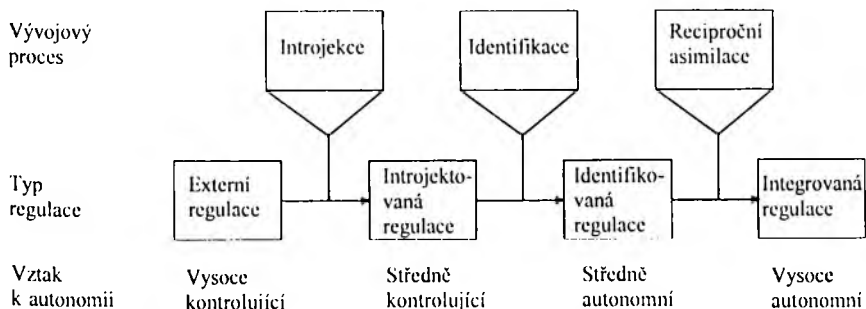 Vývojový
proces
Introjekce
Identifikace
Reciproční
asimilace
Typ
regulace
Externí
regulace
Introjekto-
vaná
regulace
Identifiko-
vaná
regulace
Integrovaná
regulace
Vztak
k autonomii
Vysoce
kontrolující
Středně
kontrolující
Středně
autonomní
Vysoce
autonomní